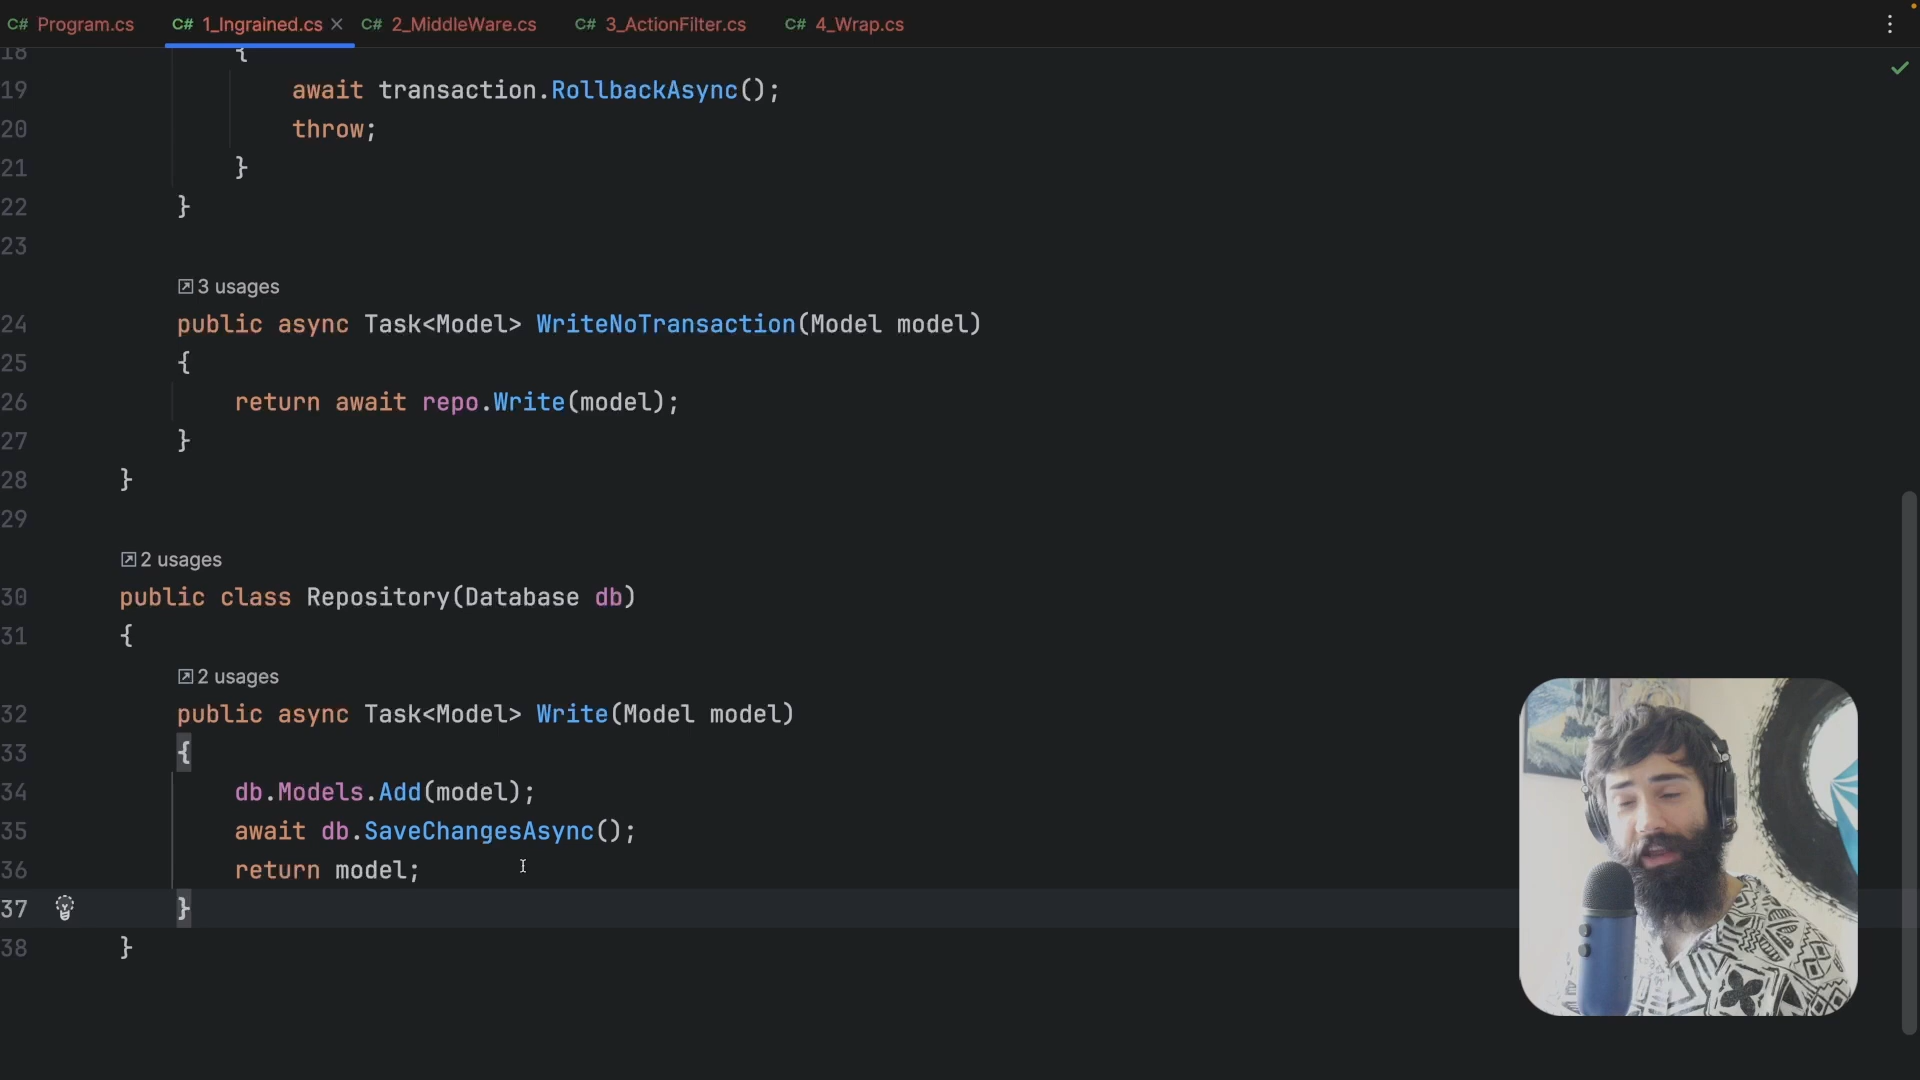 C# Program.cs C# 1_Ingrained.cs C# 2_MiddleWare.cs C# 3_ActionFilter.cs C# 4_Wrap.cs
18 {
19 await transaction.RollbackAsync();
20 throw;
21 }
22 }
23
3 usages
24 public async Task<Model> WriteNoTransaction(Model model)
25 {
26 return await repo.Write(model);
27 }
28 }
29
2 usages
30 public class Repository(Database db)
31 {
2 usages
32 public async Task<Model> Write(Model model)
33 {
34 db.Models.Add(model);
35 await db.SaveChangesAsync();
36 return model;
37 }
38 }